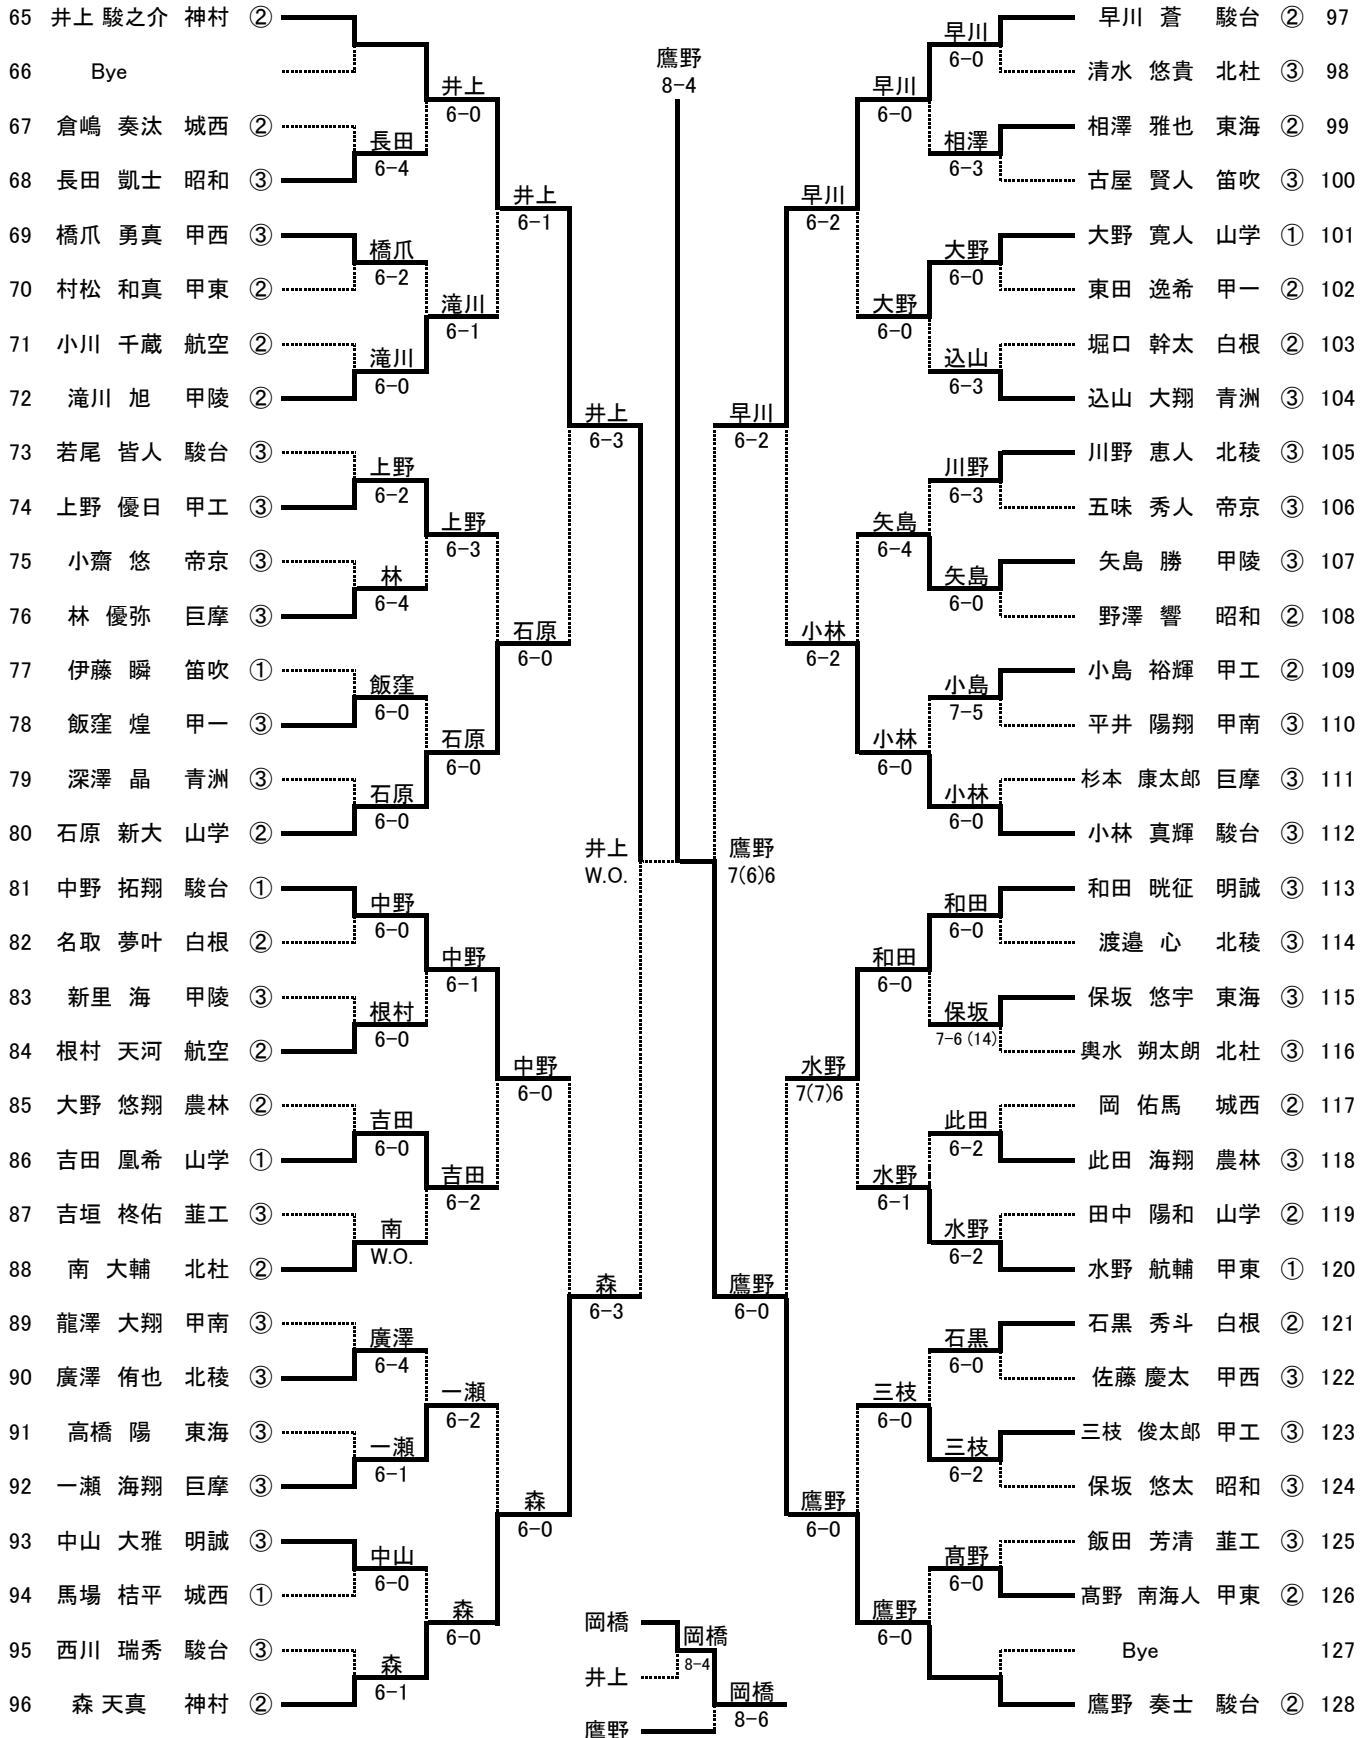 65 井上 駿之介 神村 ②
66 Bye
67 倉嶋 奏汰 城西 ②
68 長田 凱士 昭和 ③
69 橋爪 勇真 甲西 ③
70 村松 和真 甲東 ②
71 小川 千蔵 航空 ②
72 滝川 旭 甲陵 ②
73 若尾 皆人 駿台 ③
74 上野 優日 甲工 ③
75 小齋 悠 帝京 ③
76 林 優弥 巨摩 ③
77 伊藤 瞬 笛吹 ①
78 飯窪 煌 甲一 ③
79 深澤 晶 青洲 ③
80 石原 新大 山学 ②
81 中野 拓翔 駿台 ①
82 名取 夢叶 白根 ②
83 新里 海 甲陵 ③
84 根村 天河 航空 ②
85 大野 悠翔 農林 ②
86 吉田 凰希 山学 ①
87 吉垣 柊佑 韮工 ③
88 南 大輔 北杜 ②
89 龍澤 大翔 甲南 ③
90 廣澤 侑也 北稜 ③
91 高橋 陽 東海 ③
92 一瀬 海翔 巨摩 ③
93 中山 大雅 明誠 ③
94 馬場 桔平 城西 ①
95 西川 瑞秀 駿台 ③
96 森 天真 神村 ②
長田
6-4
橋爪
6-2
滝川
6-0
上野
6-2
林
6-4
飯窪
6-0
石原
6-0
中野
6-0
根村
6-0
吉田
6-0
南
W.O.
廣澤
6-4
一瀬
6-1
中山
6-0
森
6-1
井上
6-0
滝川
6-1
上野
6-3
石原
6-0
中野
6-1
吉田
6-2
一瀬
6-2
森
6-0
井上
6-1
石原
6-0
中野
6-0
森
6-0
井上
6-3
森
6-3
井上
W.O.
鷹野
8-4
鷹野
7(6)6
早川
6-2
鷹野
6-0
早川
6-2
小林
6-2
水野
7(7)6
鷹野
6-0
早川
6-0
大野
6-0
矢島
6-4
小林
6-0
和田
6-0
水野
6-1
三枝
6-0
鷹野
6-0
早川
6-0
相澤
6-3
大野
6-0
込山
6-3
川野
6-3
矢島
6-0
小島
7-5
小林
6-0
和田
6-0
保坂
7-6 (14)
此田
6-2
水野
6-2
石黒
6-0
三枝
6-2
髙野
6-0
早川 蒼 駿台 ② 97
清水 悠貴 北杜 ③ 98
相澤 雅也 東海 ② 99
古屋 賢人 笛吹 ③ 100
大野 寛人 山学 ① 101
東田 逸希 甲一 ② 102
堀口 幹太 白根 ② 103
込山 大翔 青洲 ③ 104
川野 恵人 北稜 ③ 105
五味 秀人 帝京 ③ 106
矢島 勝 甲陵 ③ 107
野澤 響 昭和 ② 108
小島 裕輝 甲工 ② 109
平井 陽翔 甲南 ③ 110
杉本 康太郎 巨摩 ③ 111
小林 真輝 駿台 ③ 112
和田 晄征 明誠 ③ 113
渡邉 心 北稜 ③ 114
保坂 悠宇 東海 ③ 115
輿水 朔太朗 北杜 ③ 116
岡 佑馬 城西 ② 117
此田 海翔 農林 ③ 118
田中 陽和 山学 ② 119
水野 航輔 甲東 ① 120
石黒 秀斗 白根 ② 121
佐藤 慶太 甲西 ③ 122
三枝 俊太郎 甲工 ③ 123
保坂 悠太 昭和 ③ 124
飯田 芳清 韮工 ③ 125
髙野 南海人 甲東 ② 126
Bye 127
鷹野 奏士 駿台 ② 128
岡橋
井上
鷹野
岡橋
8-4
岡橋
8-6